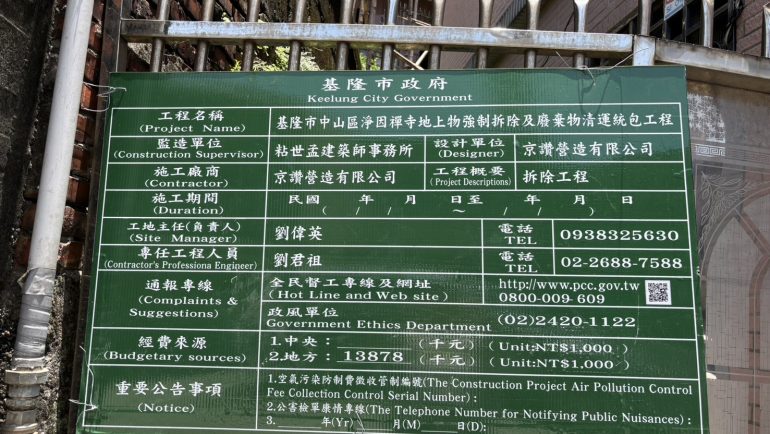 基隆市政府
Keelung City Government
工程名稱
(Project Name)
基隆市中山區淨因禪寺地上物強制拆除及廢棄物清運統包工程
監造單位
(Construction Supervisor)
粘世孟建築師事務所
設計單位
(Designer)
京讚營造有限公司
施工廠商
(Contractor)
京讚營造有限公司
工程概要
( Project Descriptions)
拆除工程
施工期間
(Duration)
民國 年 月 日至 年 月 日
( / / ~ / / )
工地主任(負責人)
(Site Manager)
劉偉英
電話
TEL
0938325630
專任工程人員
(Contractor's Professiona Engineer)
劉君祖
電話
TEL
02-2688-7588
通報專線
(Complaints &
Suggestions)
全民督工專線及網址
(Hot Line and Web site)
http://www.pcc.gov.tw
0800-009-609
政風單位
Government Ethics Department
(02)2420-1122
經費來源
(Budgetary sources)
1.中央: (千元) (Unit:NT$1,000 )
2.地方: 13878 (千元) (Unit:NT$1,000 )
重要公告事項
(Notice)
1.空氣污染防制費徵收管制編號(The Construction Project Air Pollution Control
Fee Collection Control Serial Number) :
2.公害檢單康情專線(The Telephone Number for Notifying Public Nuisances):
3. 年(Yr) 月(M) 日(D):